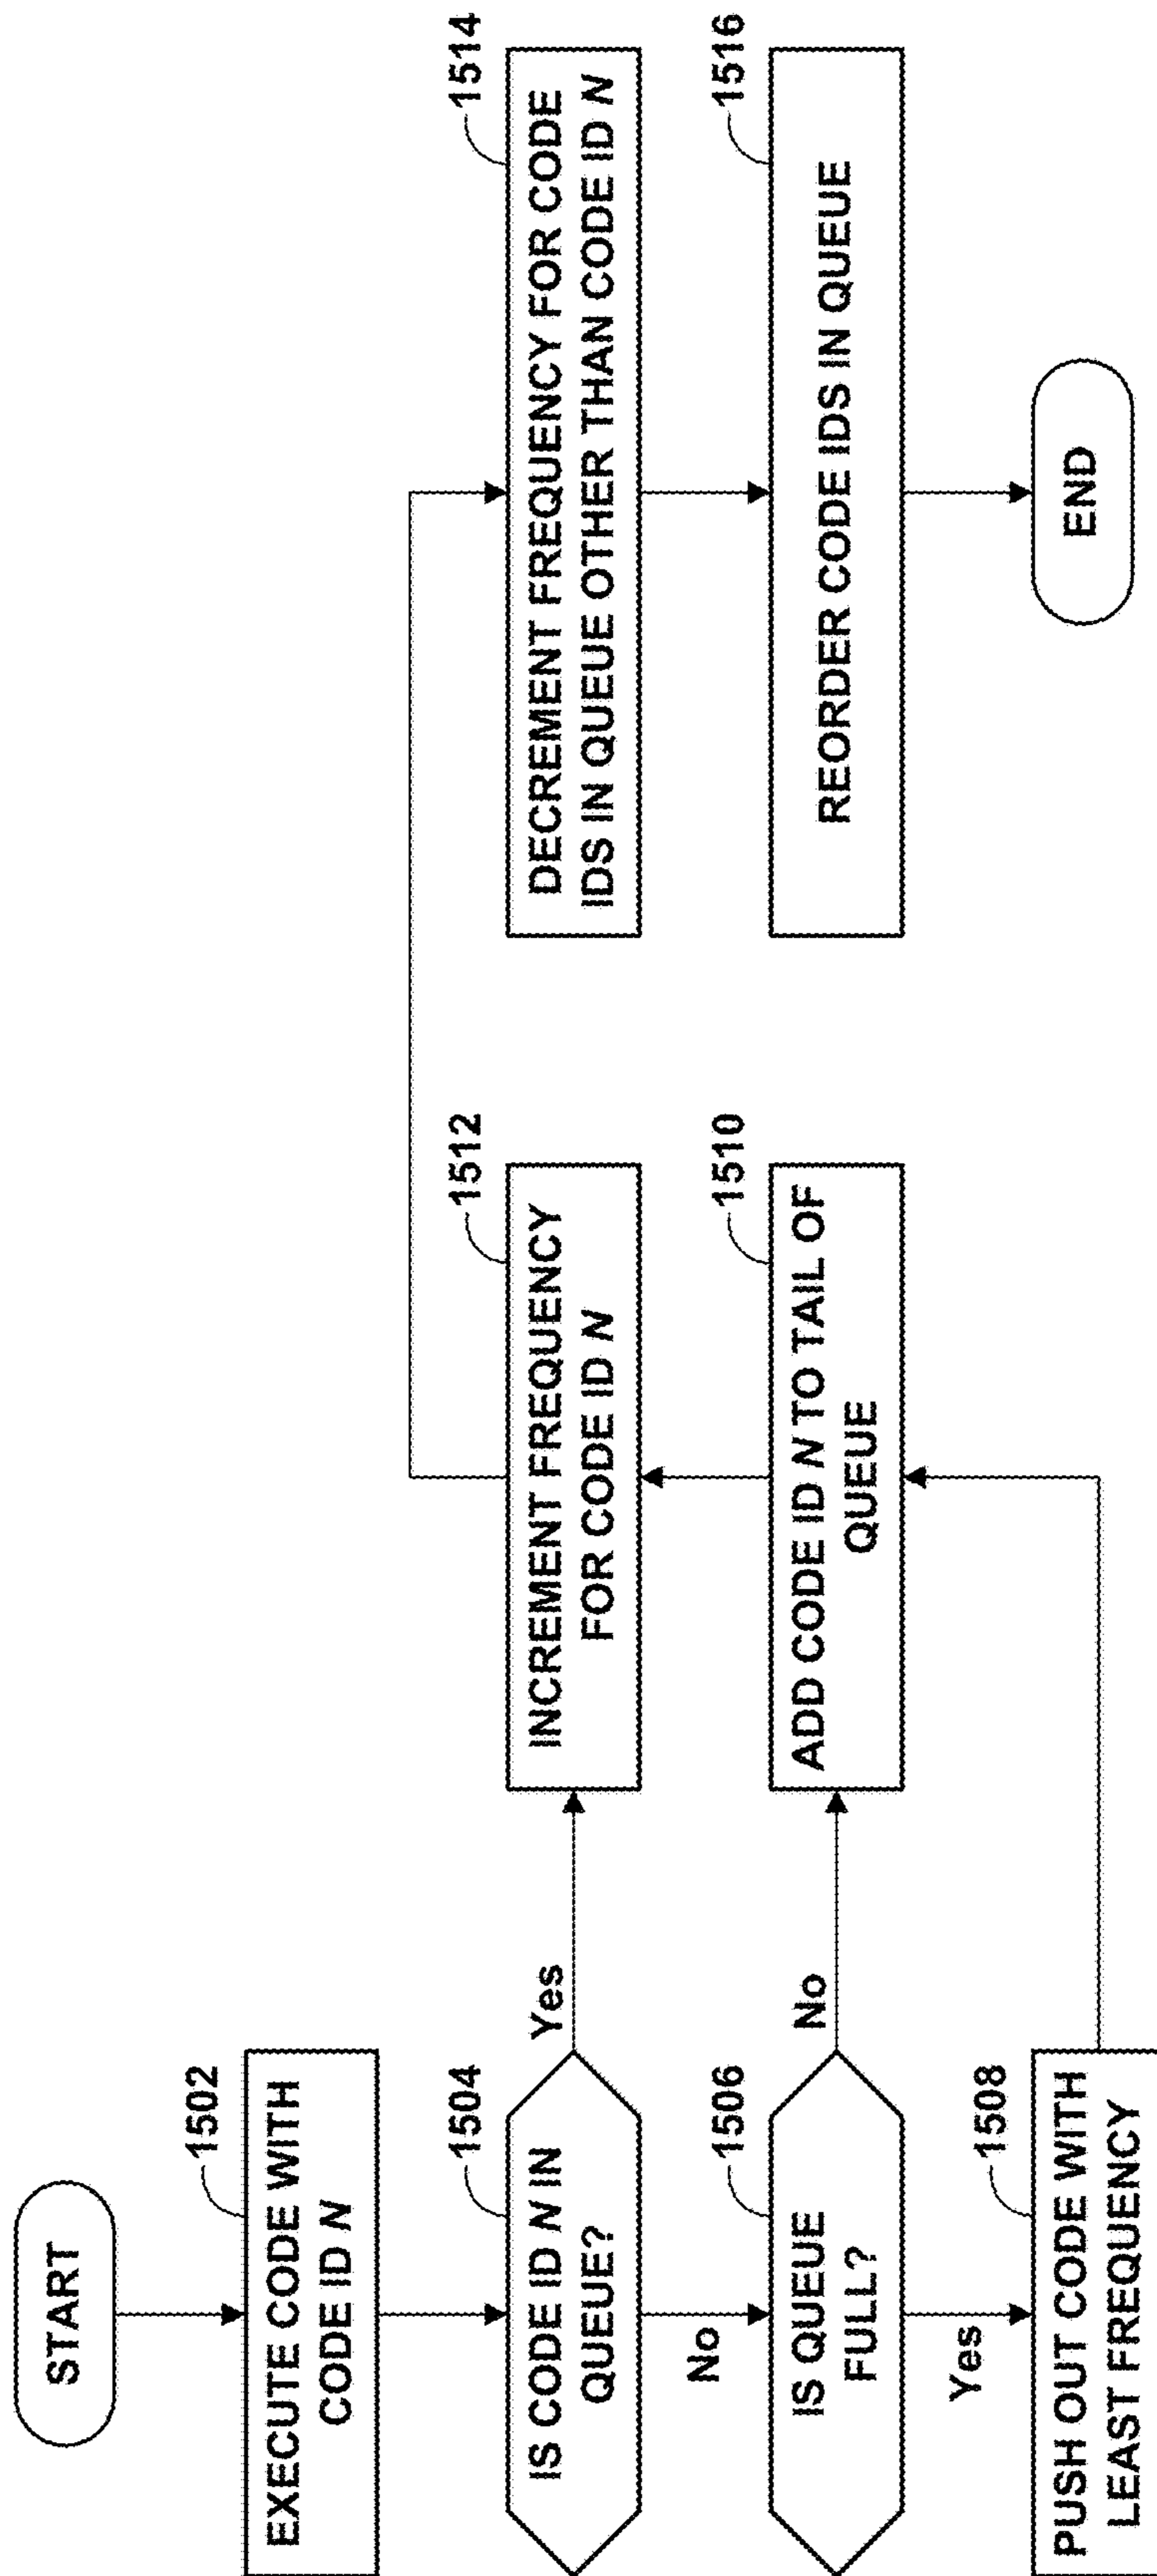 START
1502
EXECUTE CODE WITH
CODE ID N
1504
IS CODE ID N IN
QUEUE?
Yes
No
1506
IS QUEUE
FULL?
No
Yes
1508
PUSH OUT CODE WITH
LEAST FREQUENCY
1512
INCREMENT FREQUENCY
FOR CODE ID N
1510
ADD CODE ID N TO TAIL OF
QUEUE
1514
DECREMENT FREQUENCY FOR CODE
IDS IN QUEUE OTHER THAN CODE ID N
1516
REORDER CODE IDS IN QUEUE
END